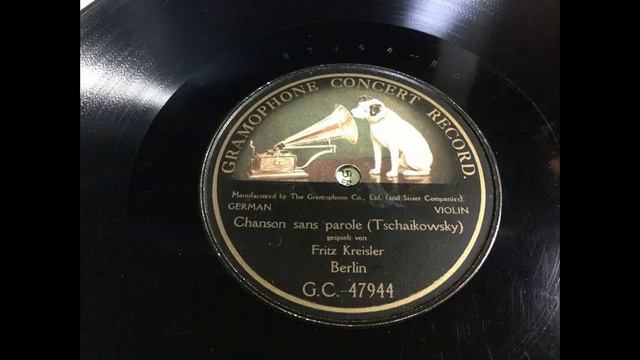 GRAMOPHONE CONCERT RECORD.
Manufactured by The Gramophone Co., Ltd. (and Sister Companies).
GERMAN VIOLIN
Chanson sans parole (Tschaikowsky)
gespielt von
Fritz Kreisler
Berlin
G.C.-47944